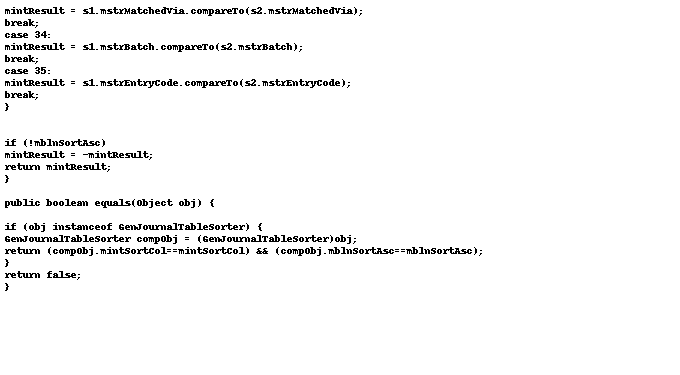 mintResult = s1.mstrMatchedVia.compareTo(s2.mstrMatchedVia);
break;
case 34:
mintResult = s1.mstrBatch.compareTo(s2.mstrBatch);
break;
case 35:
mintResult = s1.mstrEntryCode.compareTo(s2.mstrEntryCode);
break;
}
if (!mblnSortAsc)
mintResult = -mintResult;
return mintResult;
}
public boolean equals(Object obj) {
if (obj instanceof GenJournalTableSorter) {
GenJournalTableSorter compObj = (GenJournalTableSorter)obj;
return (compObj.mintSortCol==mintSortCol) && (compObj.mblnSortAsc==mblnSortAsc);
}
return false;
}